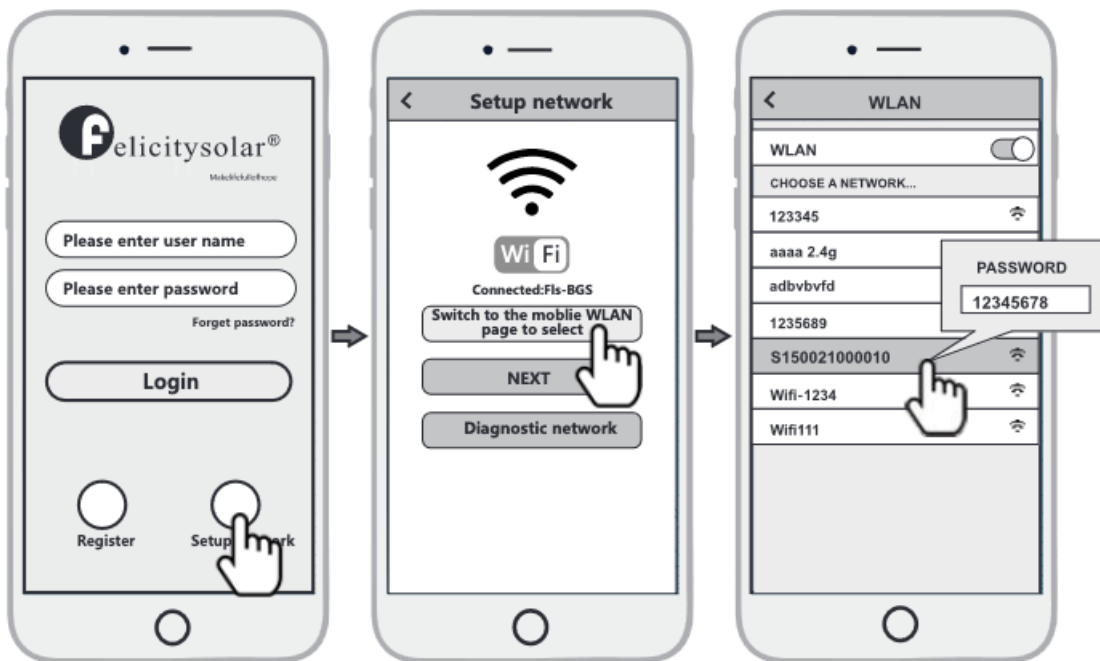 felicitysolar®
Makelifefullofhope
Please enter user name
Please enter password
Forget password?
Login
Register
Setup
Setup network
Wi Fi
Connected:Fls-BGS
Switch to the moblie WLAN
page to select
NEXT
Diagnostic network
WLAN
WLAN
CHOOSE A NETWORK...
123345
aaaa 2.4g
adbvbvfd
1235689
S150021000010
Wifi-1234
Wifi111
PASSWORD
12345678